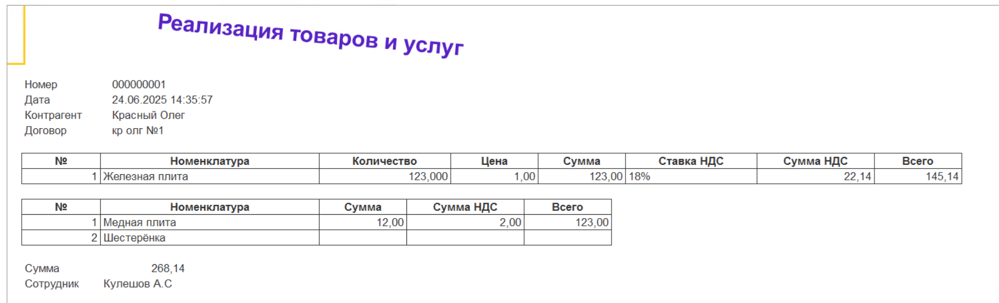 Реализация товаров и услуг
Номер 000000001
Дата 24.06.2025 14:35:57
Контрагент Красный Олег
Договор кр олг №1
№ Номенклатура Количество Цена Сумма Ставка НДС Сумма НДС Всего
1 Железная плита 123,000 1,00 123,00 18% 22,14 145,14
№ Номенклатура Сумма Сумма НДС Всего
1 Медная плита 12,00 2,00 123,00
2 Шестерёнка
Сумма 268,14
Сотрудник Кулешов А.С